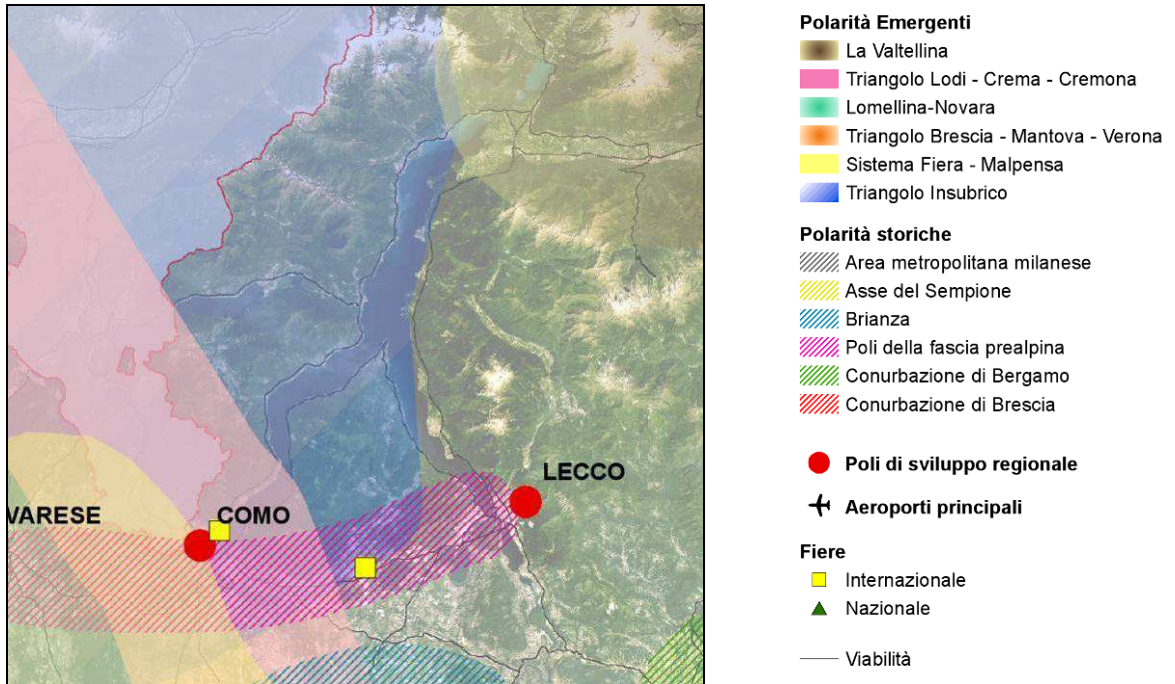 VARESE
COMO
LECCO
Polarità Emergenti
La Valtellina
Triangolo Lodi - Crema - Cremona
Lomellina-Novara
Triangolo Brescia - Mantova - Verona
Sistema Fiera - Malpensa
Triangolo Insubrico
Polarità storiche
Area metropolitana milanese
Asse del Sempione
Brianza
Poli della fascia prealpina
Conurbazione di Bergamo
Conurbazione di Brescia
Poli di sviluppo regionale
Aeroporti principali
Fiere
Internazionale
Nazionale
Viabilità